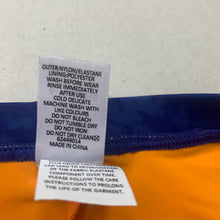 OUTER:NYLON/ELASTANE
LINING:POLYESTER
WASH BEFORE WEAR
RINSE IMMEDIATELY
AFTER USE
COLD DELICATE
MACHINE WASH WITH
LIKE COLOURS
DO NOT BLEACH
DO NOT TUMBLE DRY
DO NOT IRON
DO NOT DRY CLEAN
62449014
MADE IN CHINA
DETERIORATION
OF THE FABRIC ELASTANE
COMPONENT OVER TIME.
PLEASE FOLLOW THE CARE
INSTRUCTIONS TO PROLONG
THE LIFE OF THE GARMENT.